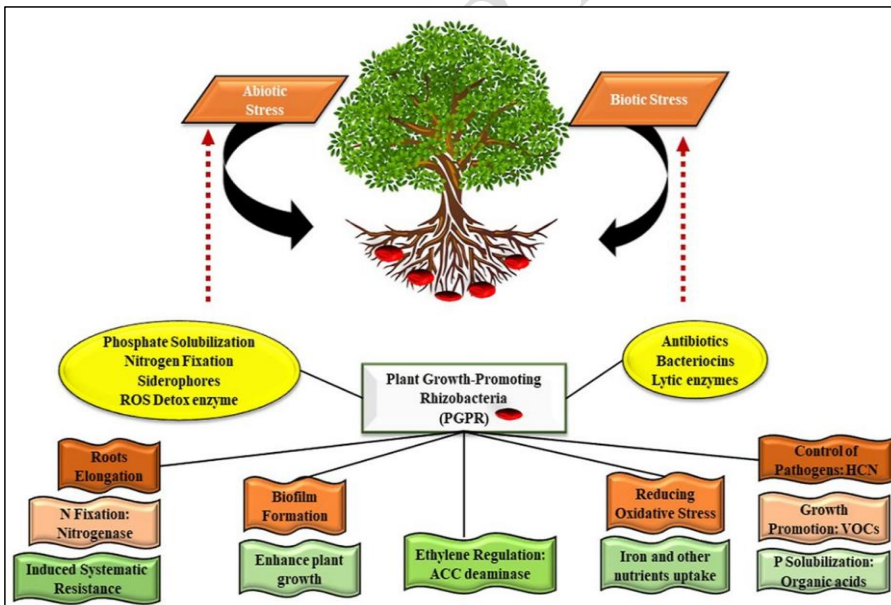 Abiotic
Stress
Biotic Stress
Phosphate Solubilization
Nitrogen Fixation
Siderophores
ROS Detox enzyme
Plant Growth-Promoting
Rhizobacteria
(PGPR)
Antibiotics
Bacteriocins
Lytic enzymes
Roots
Elongation
N Fixation:
Nitrogenase
Induced Systematic
Resistance
Biofilm
Formation
Enhance plant
growth
Ethylene Regulation:
ACC deaminase
Reducing
Oxidative Stress
Iron and other
nutrients uptake
Control of
Pathogens: HCN
Growth
Promotion: VOCs
P Solubilization:
Organic acids